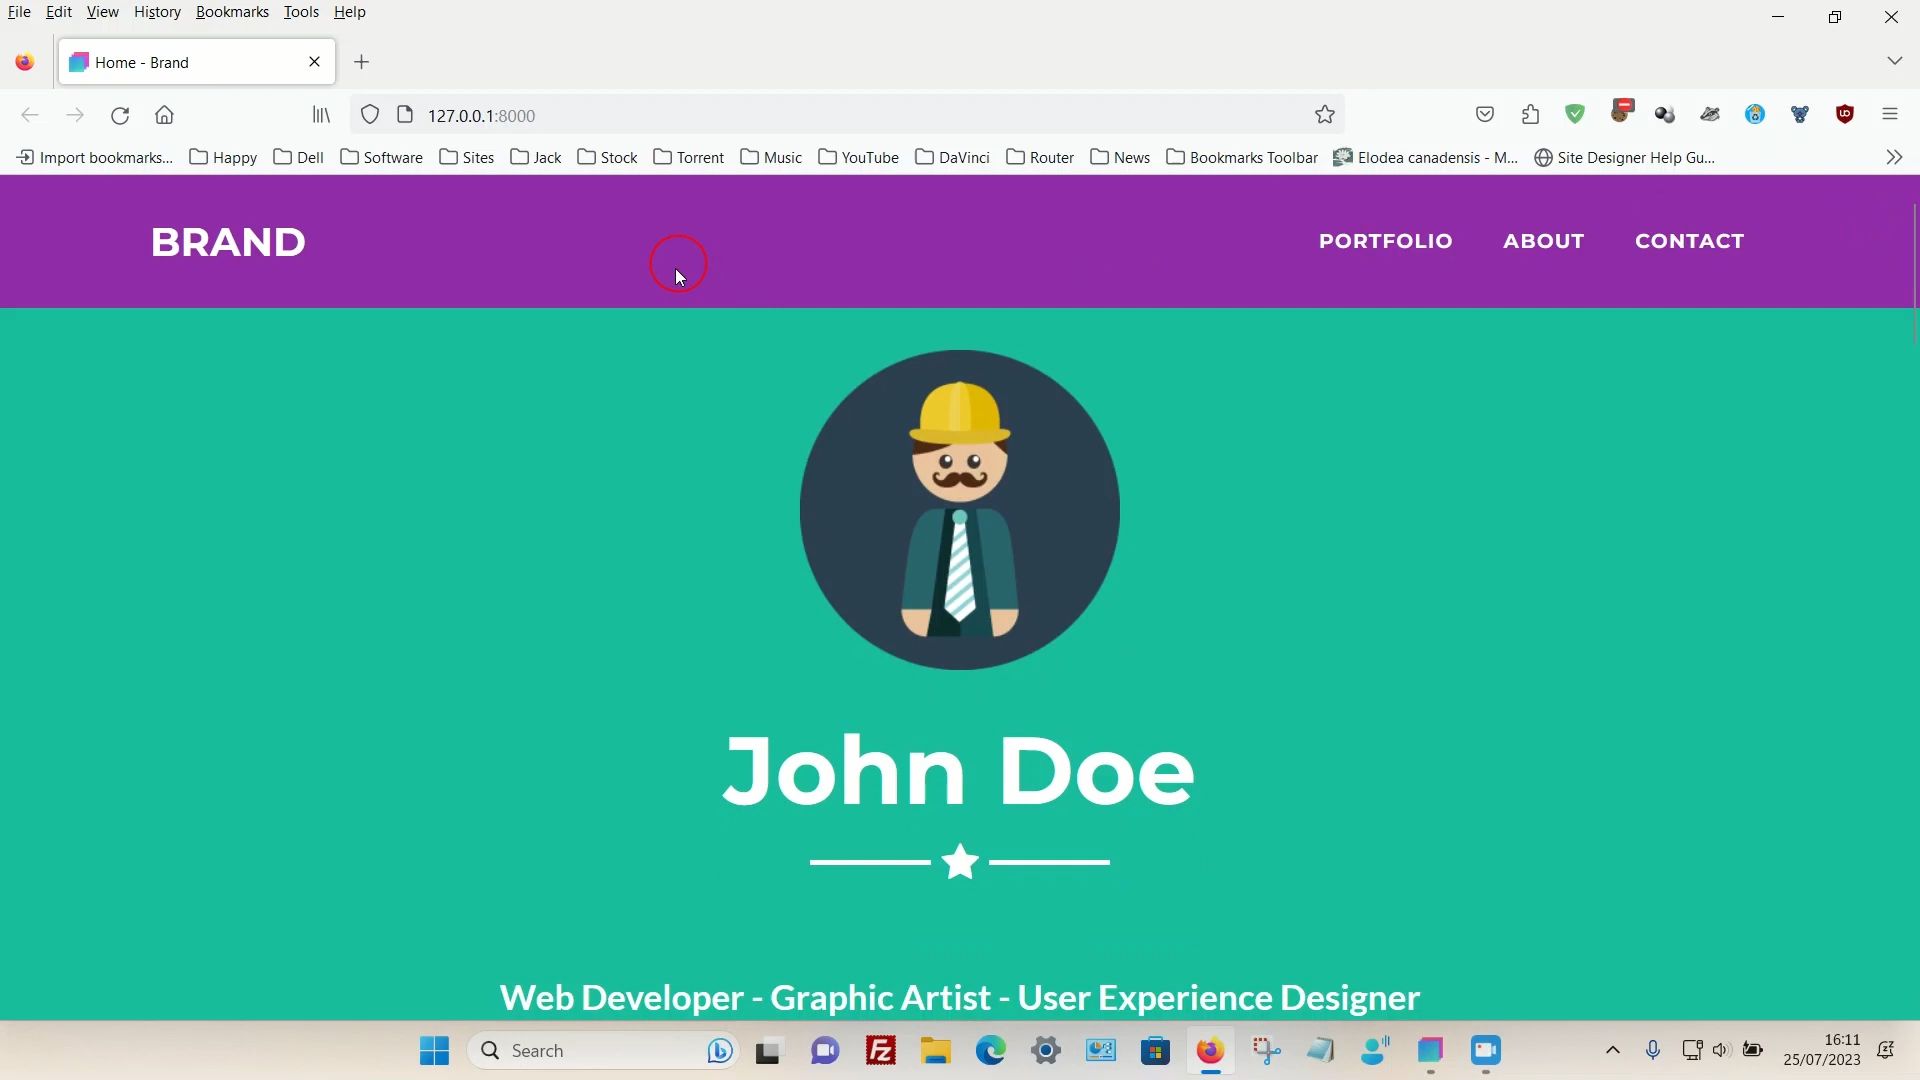 File Edit View History Bookmarks Tools Help
Home - Brand
127.0.0.1:8000
Import bookmarks... Happy Dell Software Sites Jack Stock Torrent Music YouTube DaVinci Router News Bookmarks Toolbar Elodea canadensis - M... Site Designer Help Gu...
BRAND PORTFOLIO ABOUT CONTACT
John Doe
Web Developer - Graphic Artist - User Experience Designer
Search
16:11
25/07/2023